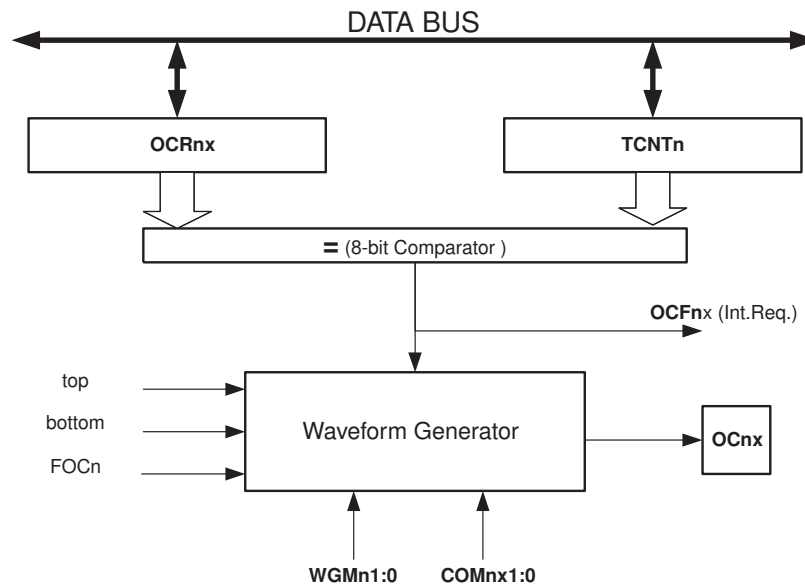 DATA BUS
OCRnx
TCNTn
= (8-bit Comparator )
OCFnx (Int.Req.)
top
bottom
FOCn
Waveform Generator
OCnx
WGMn1:0
COMnx1:0